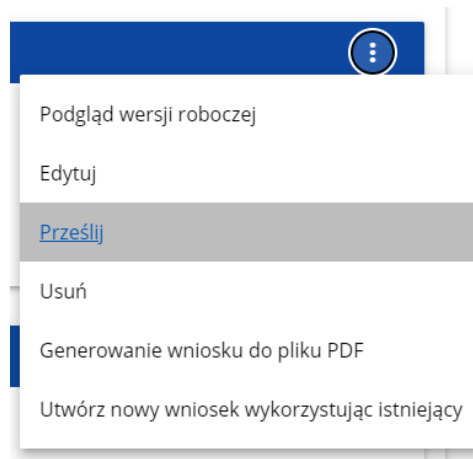 Podgląd wersji roboczej
Edytuj
Prześlij
Usuń
Generowanie wniosku do pliku PDF
Utwórz nowy wniosek wykorzystując istniejący